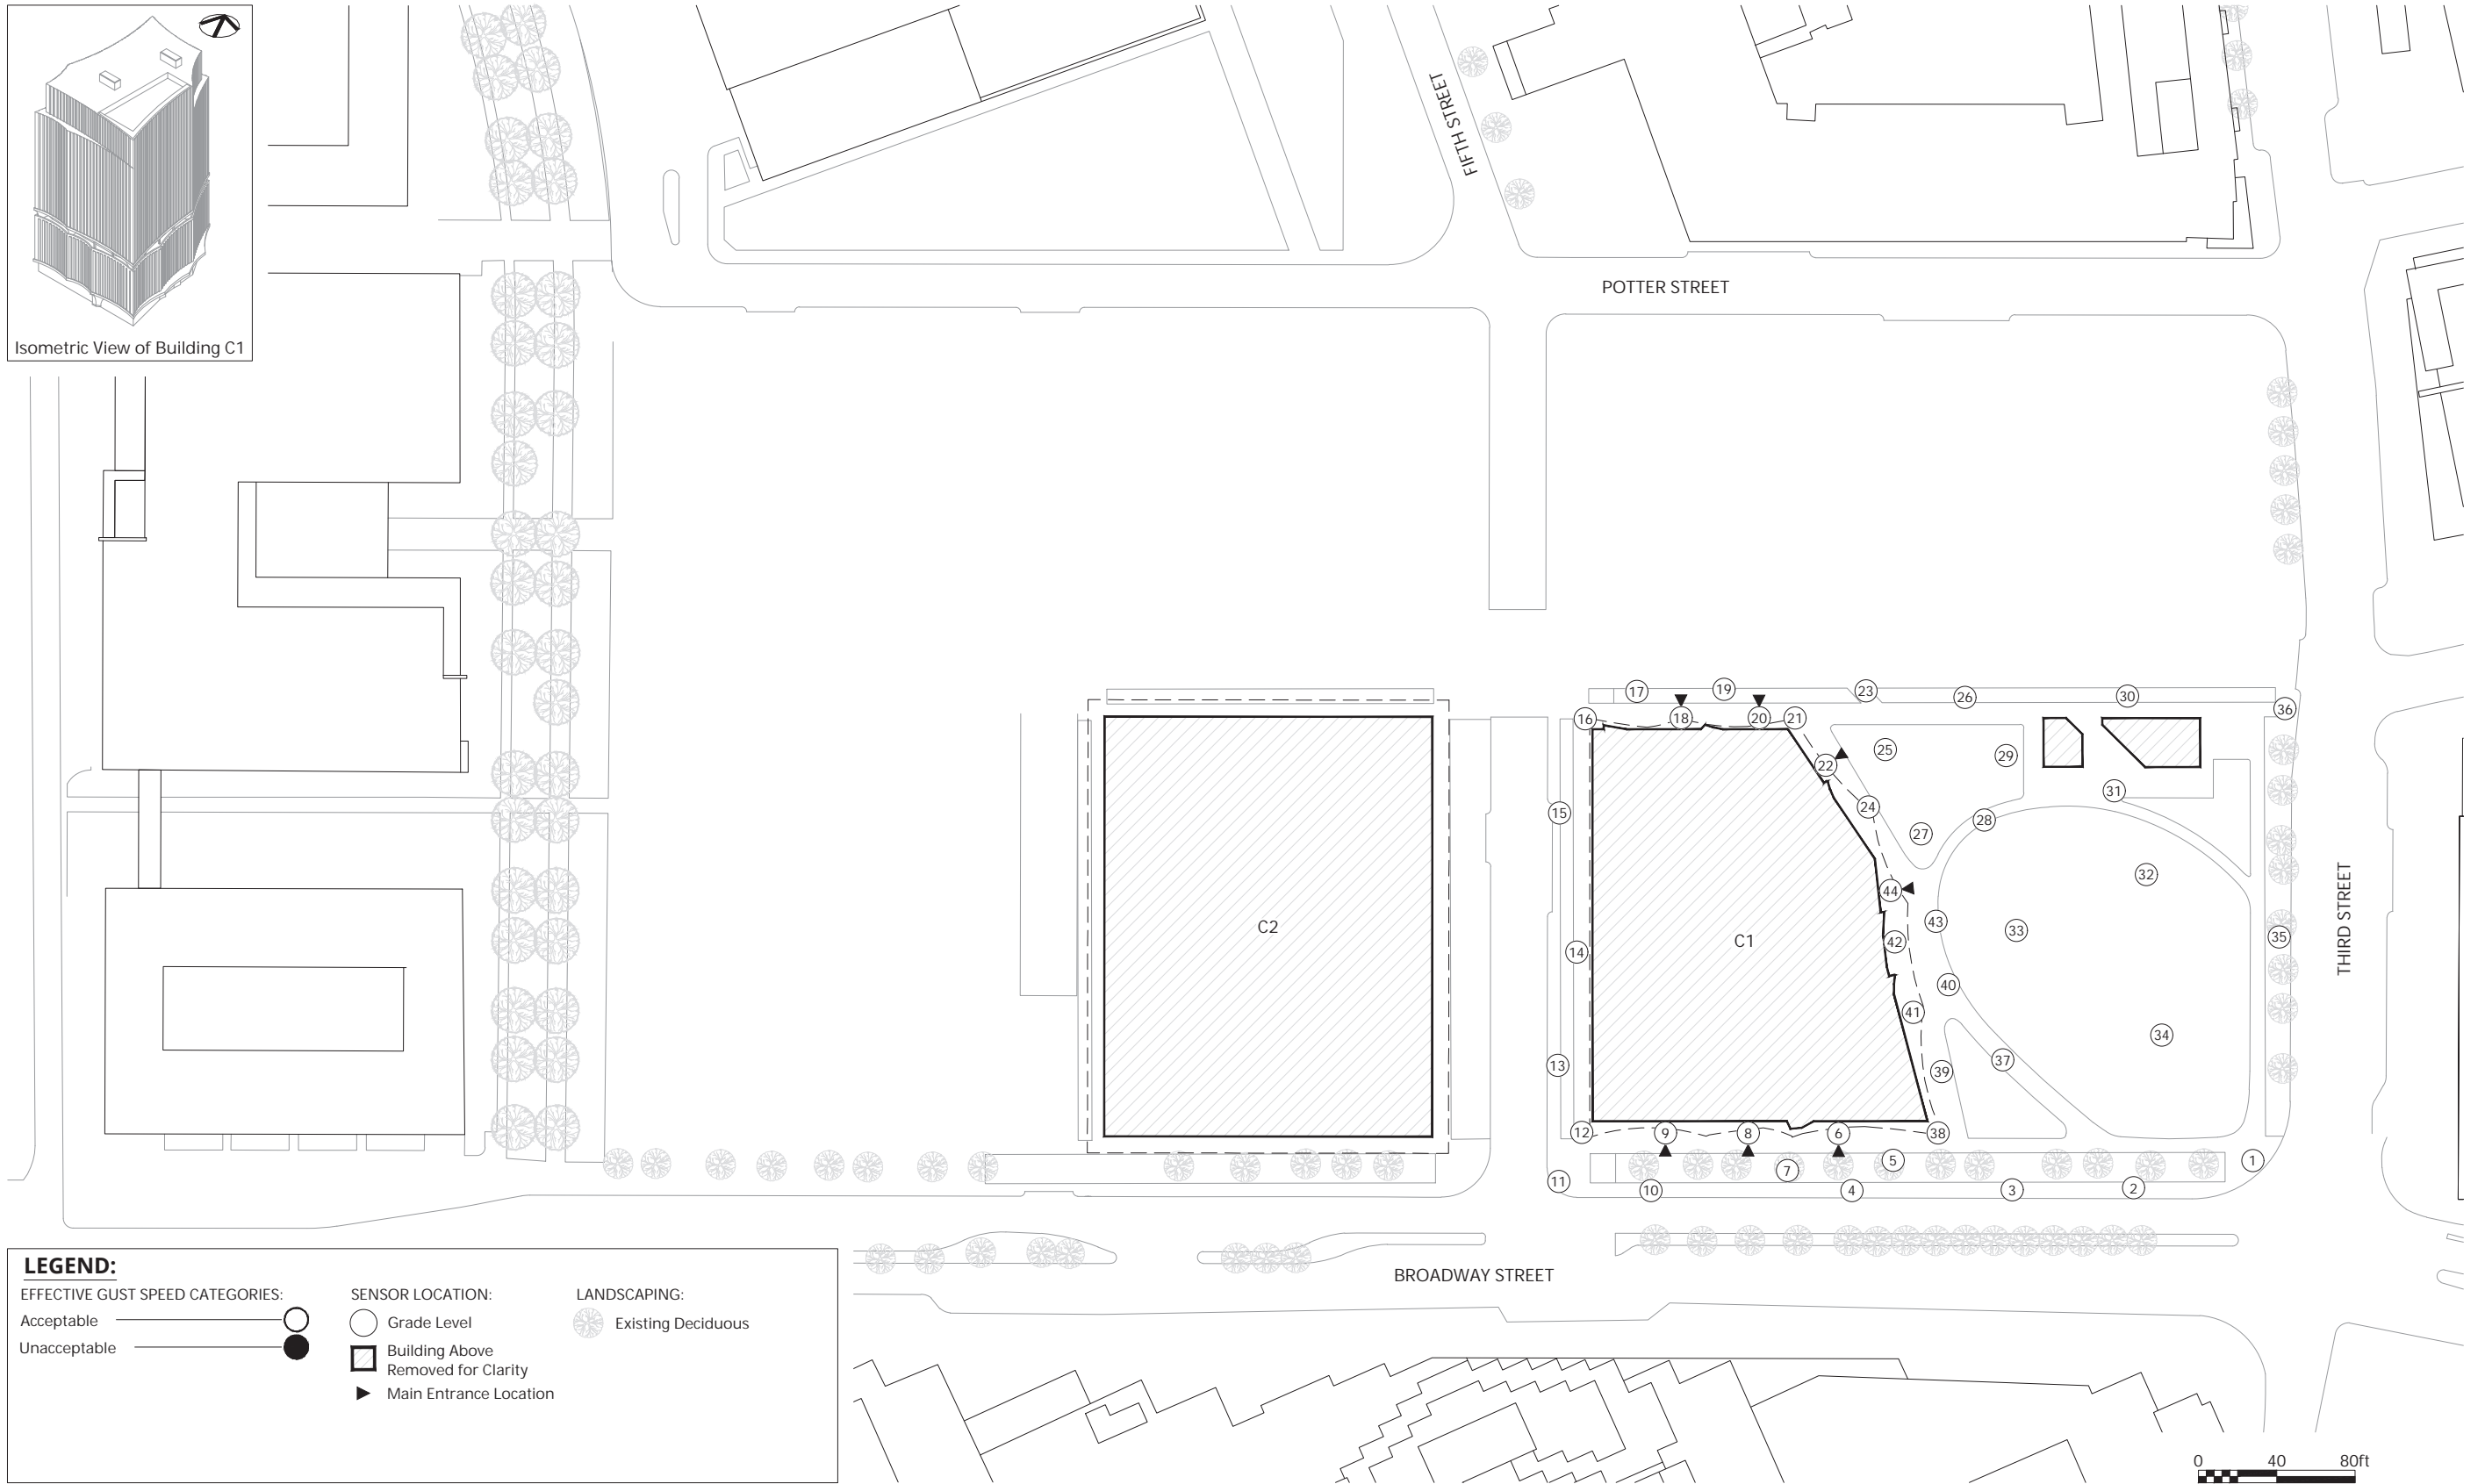 Isometric View of Building C1
FIFTH STREET
POTTER STREET
17
19
23
26
30
36
16
18
20
21
25
29
22
31
15
24
28
27
32
44
43
C2
C1
33
35
THIRD STREET
42
14
40
41
34
37
13
39
12
9
8
6
38
5
1
7
11
10
4
3
2
BROADWAY STREET
LEGEND:
EFFECTIVE GUST SPEED CATEGORIES:
Acceptable
Unacceptable
SENSOR LOCATION:
Grade Level
Building Above
Removed for Clarity
Main Entrance Location
LANDSCAPING:
Existing Deciduous
0 40 80ft